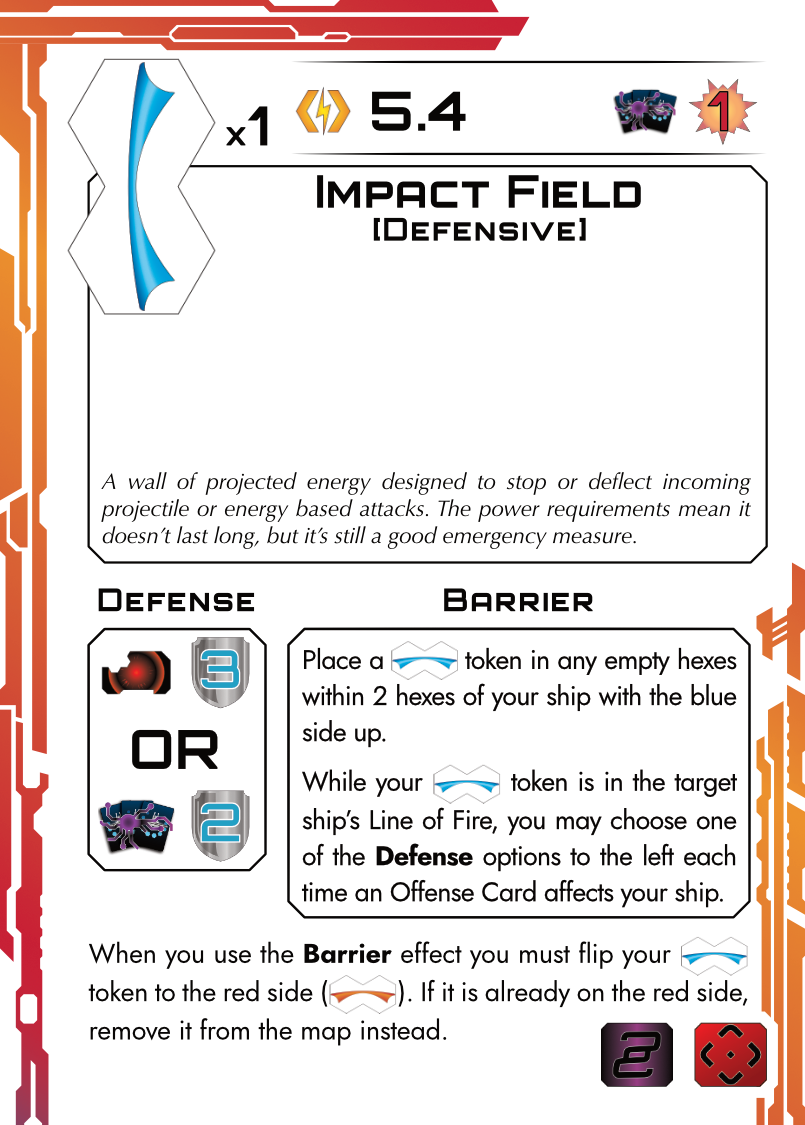 x1
5.4
1
Impact Field
[Defensive]
A wall of projected energy designed to stop or deflect incoming
projectile or energy based attacks. The power requirements mean it
doesn't last long, but it's still a good emergency measure.
Defense
3
OR
2
Barrier
Place a token in any empty hexes
within 2 hexes of your ship with the blue
side up.
While your token is in the target
ship's Line of Fire, you may choose one
of the Defense options to the left each
time an Offense Card affects your ship.
When you use the Barrier effect you must flip your
token to the red side ( ). If it is already on the red side,
remove it from the map instead.